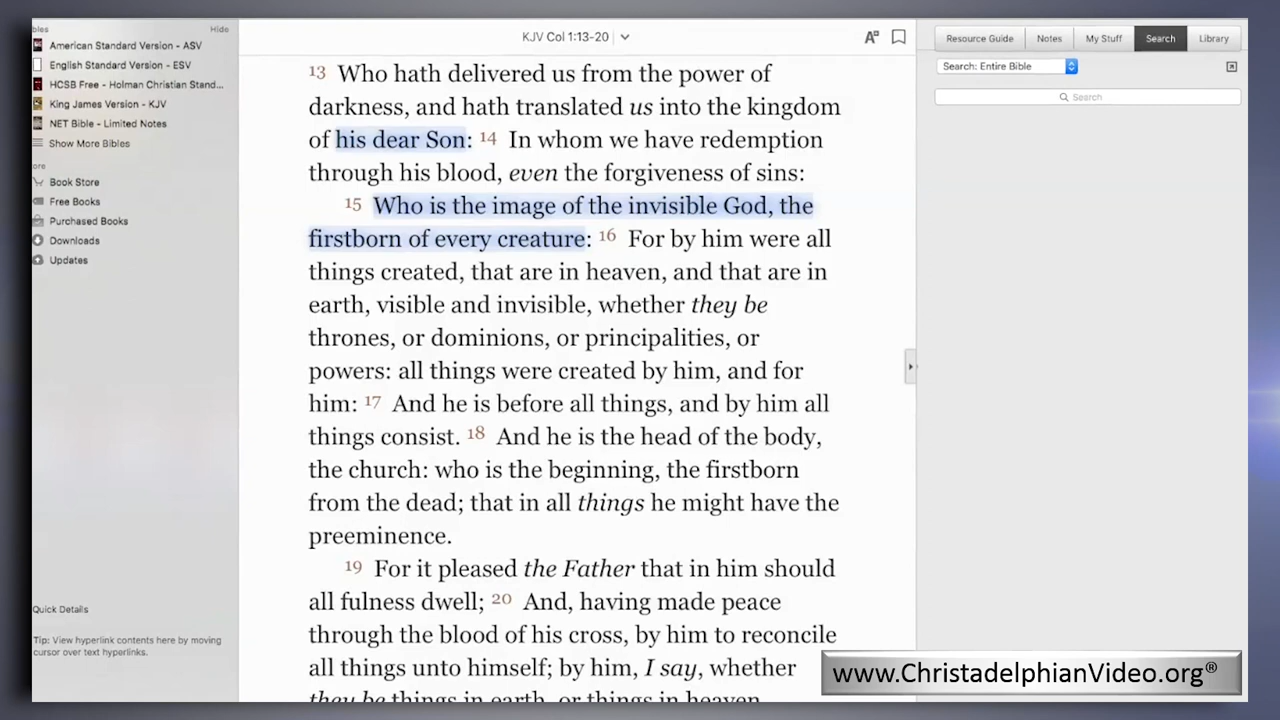 bles
Hide
American Standard Version - ASV
English Standard Version - ESV
HCSB Free - Holman Christian Stand...
King James Version - KJV
NET Bible - Limited Notes
Show More Bibles
ore
Book Store
Free Books
Purchased Books
Downloads
Updates
Quick Details
Tip: View hyperlink contents here by moving
cursor over text hyperlinks.
KJV Col 1:13-20
13 Who hath delivered us from the power of
darkness, and hath translated us into the kingdom
of his dear Son: 14 In whom we have redemption
through his blood, even the forgiveness of sins:
15 Who is the image of the invisible God, the
firstborn of every creature: 16 For by him were all
things created, that are in heaven, and that are in
earth, visible and invisible, whether they be
thrones, or dominions, or principalities, or
powers: all things were created by him, and for
him: 17 And he is before all things, and by him all
things consist. 18 And he is the head of the body,
the church: who is the beginning, the firstborn
from the dead; that in all things he might have the
preeminence.
19 For it pleased the Father that in him should
all fulness dwell; 20 And, having made peace
through the blood of his cross, by him to reconcile
all things unto himself; by him, I say, whether
they be things in earth, or things in heaven.
Resource Guide
Notes
My Stuff
Search
Library
Search: Entire Bible
Search
www.ChristadelphianVideo.org®